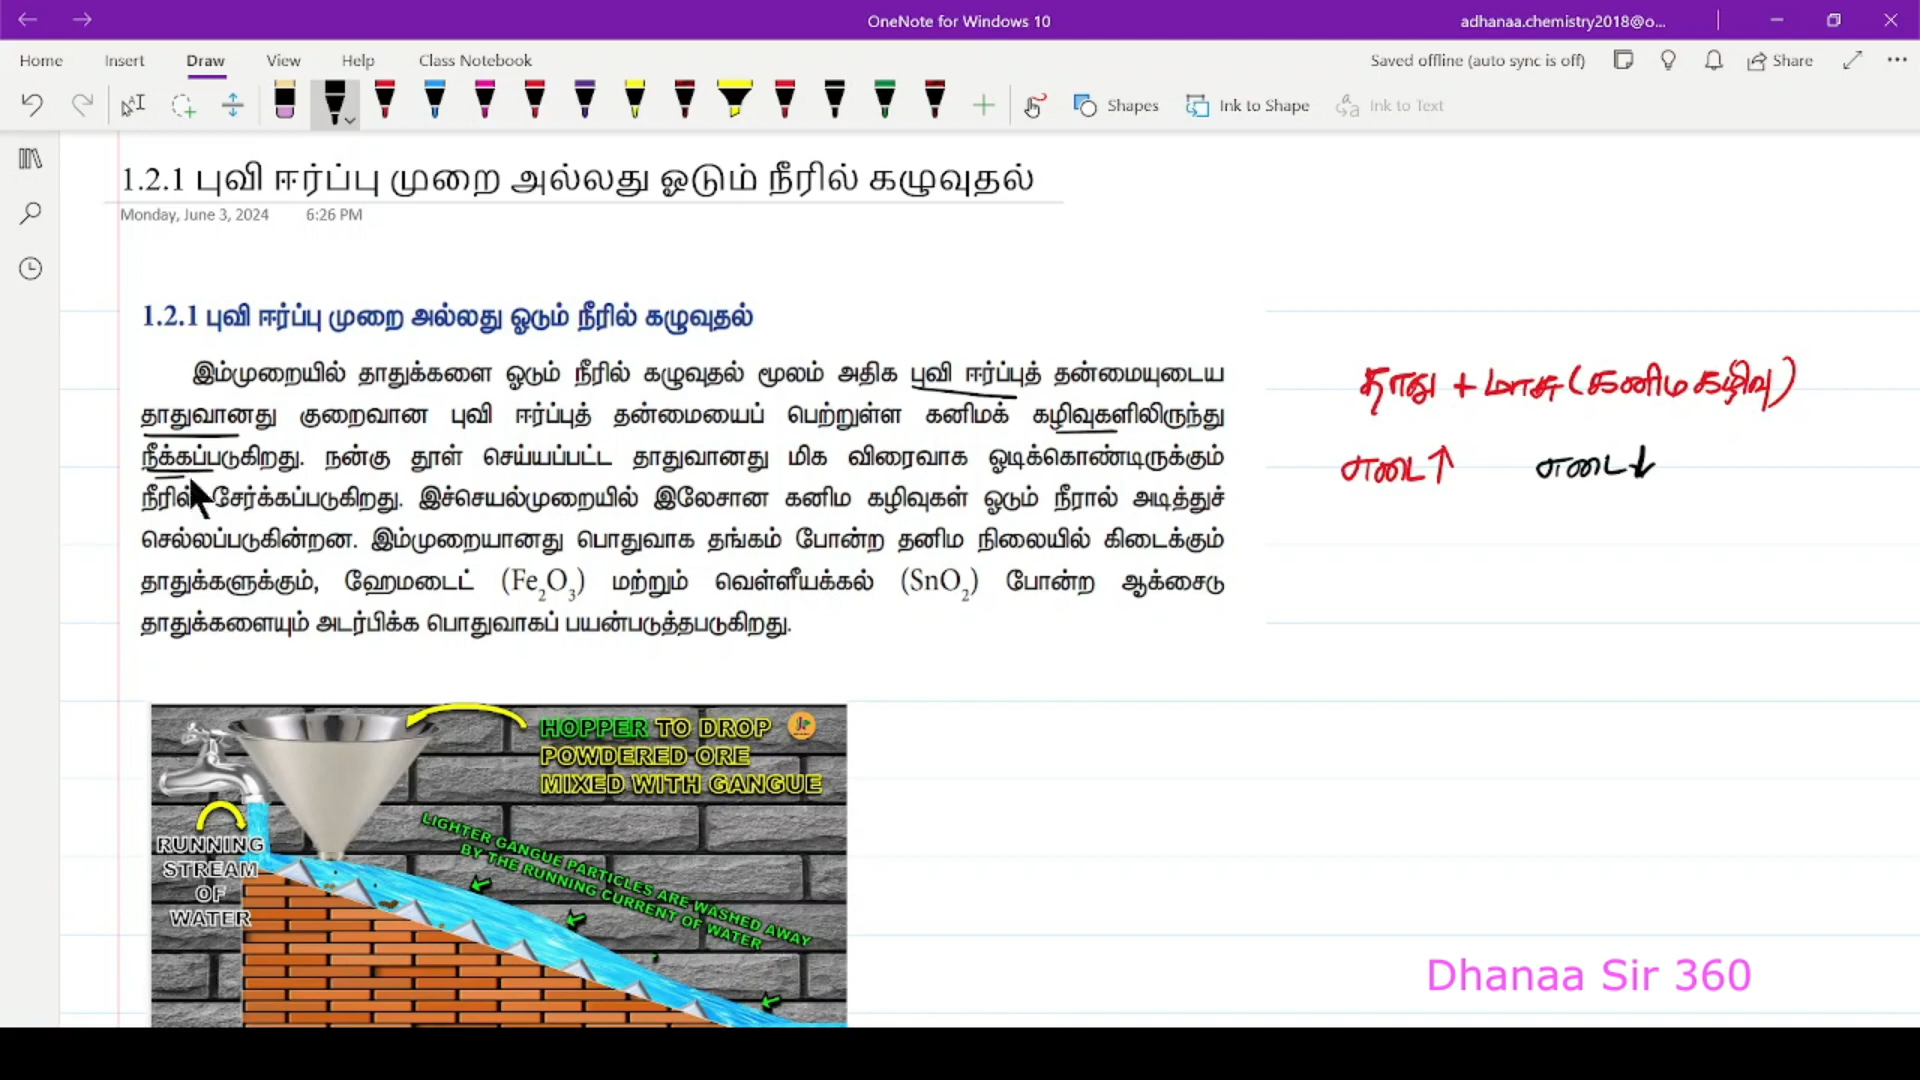 OneNote for Windows 10
adhanaa.chemistry2018@o...
Home Insert Draw View Help Class Notebook
Saved offline (auto sync is off) Share
Shapes Ink to Shape Ink to Text
1.2.1 புவி ஈர்ப்பு முறை அல்லது ஓடும் நீரில் கழுவுதல்
Monday, June 3, 2024 6:26 PM
1.2.1 புவி ஈர்ப்பு முறை அல்லது ஓடும் நீரில் கழுவுதல்
இம்முறையில் தாதுக்களை ஓடும் நீரில் கழுவுதல் மூலம் அதிக புவி ஈர்ப்புத் தன்மையுடைய
தாதுவானது குறைவான புவி ஈர்ப்புத் தன்மையைப் பெற்றுள்ள கனிமக் கழிவுகளிலிருந்து
நீக்கப்படுகிறது. நன்கு தூள் செய்யப்பட்ட தாதுவானது மிக விரைவாக ஓடிக்கொண்டிருக்கும்
நீரில் சேர்க்கப்படுகிறது. இச்செயல்முறையில் இலேசான கனிம கழிவுகள் ஓடும் நீரால் அடித்துச்
செல்லப்படுகின்றன. இம்முறையானது பொதுவாக தங்கம் போன்ற தனிம நிலையில் கிடைக்கும்
தாதுக்களுக்கும், ஹேமடைட் (Fe₂O₃) மற்றும் வெள்ளீயக்கல் (SnO₂) போன்ற ஆக்சைடு
தாதுக்களையும் அடர்பிக்க பொதுவாகப் பயன்படுத்தபடுகிறது.
தாது + மாசு (கனிம கழிவு)
எடை↑ எடை↓
HOPPER TO DROP
POWDERED ORE
MIXED WITH GANGUE
RUNNING
STREAM
OF
WATER
LIGHTER GANGUE PARTICLES ARE WASHED AWAY
BY THE RUNNING CURRENT OF WATER
Dhanaa Sir 360